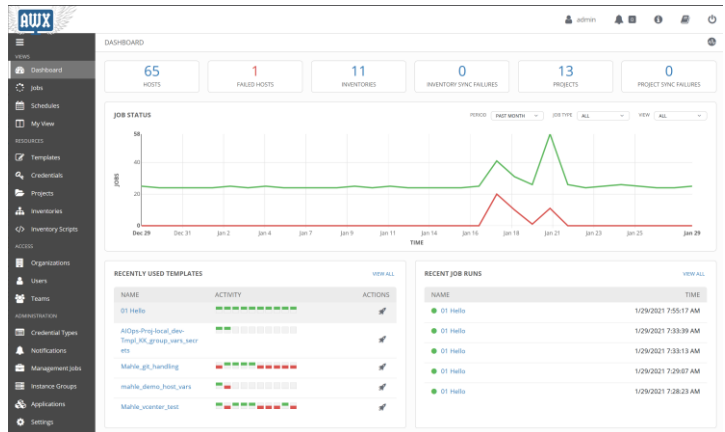 AWX
admin
0
VIEWS
Dashboard
Jobs
Schedules
My View
RESOURCES
Templates
Credentials
Projects
Inventories
Inventory Scripts
ACCESS
Organizations
Users
Teams
ADMINISTRATION
Credential Types
Notifications
Management Jobs
Instance Groups
Applications
Settings
DASHBOARD
65 1 11 0 13 0
HOSTS FAILED HOSTS INVENTORIES INVENTORY SYNC FAILURES PROJECTS PROJECT SYNC FAILURES
JOB STATUS PERIOD PAST MONTH JOB TYPE ALL VIEW ALL
58
40
20
0
JOBS
Dec 29 Dec 31 Jan 2 Jan 4 Jan 7 Jan 9 Jan 11 Jan 14 Jan 16 Jan 18 Jan 21 Jan 23 Jan 25 Jan 29
TIME
RECENTLY USED TEMPLATES VIEW ALL
NAME ACTIVITY ACTIONS
01 Hello
AIOps-Proj-local_dev-
Tmpl_KK_group_vars_secr
ets
Mahle_git_handling
mahle_demo_host_vars
Mahle_vcenter_test
RECENT JOB RUNS VIEW ALL
NAME TIME
01 Hello 1/29/2021 7:55:17 AM
01 Hello 1/29/2021 7:33:39 AM
01 Hello 1/29/2021 7:33:13 AM
01 Hello 1/29/2021 7:29:07 AM
01 Hello 1/29/2021 7:28:23 AM